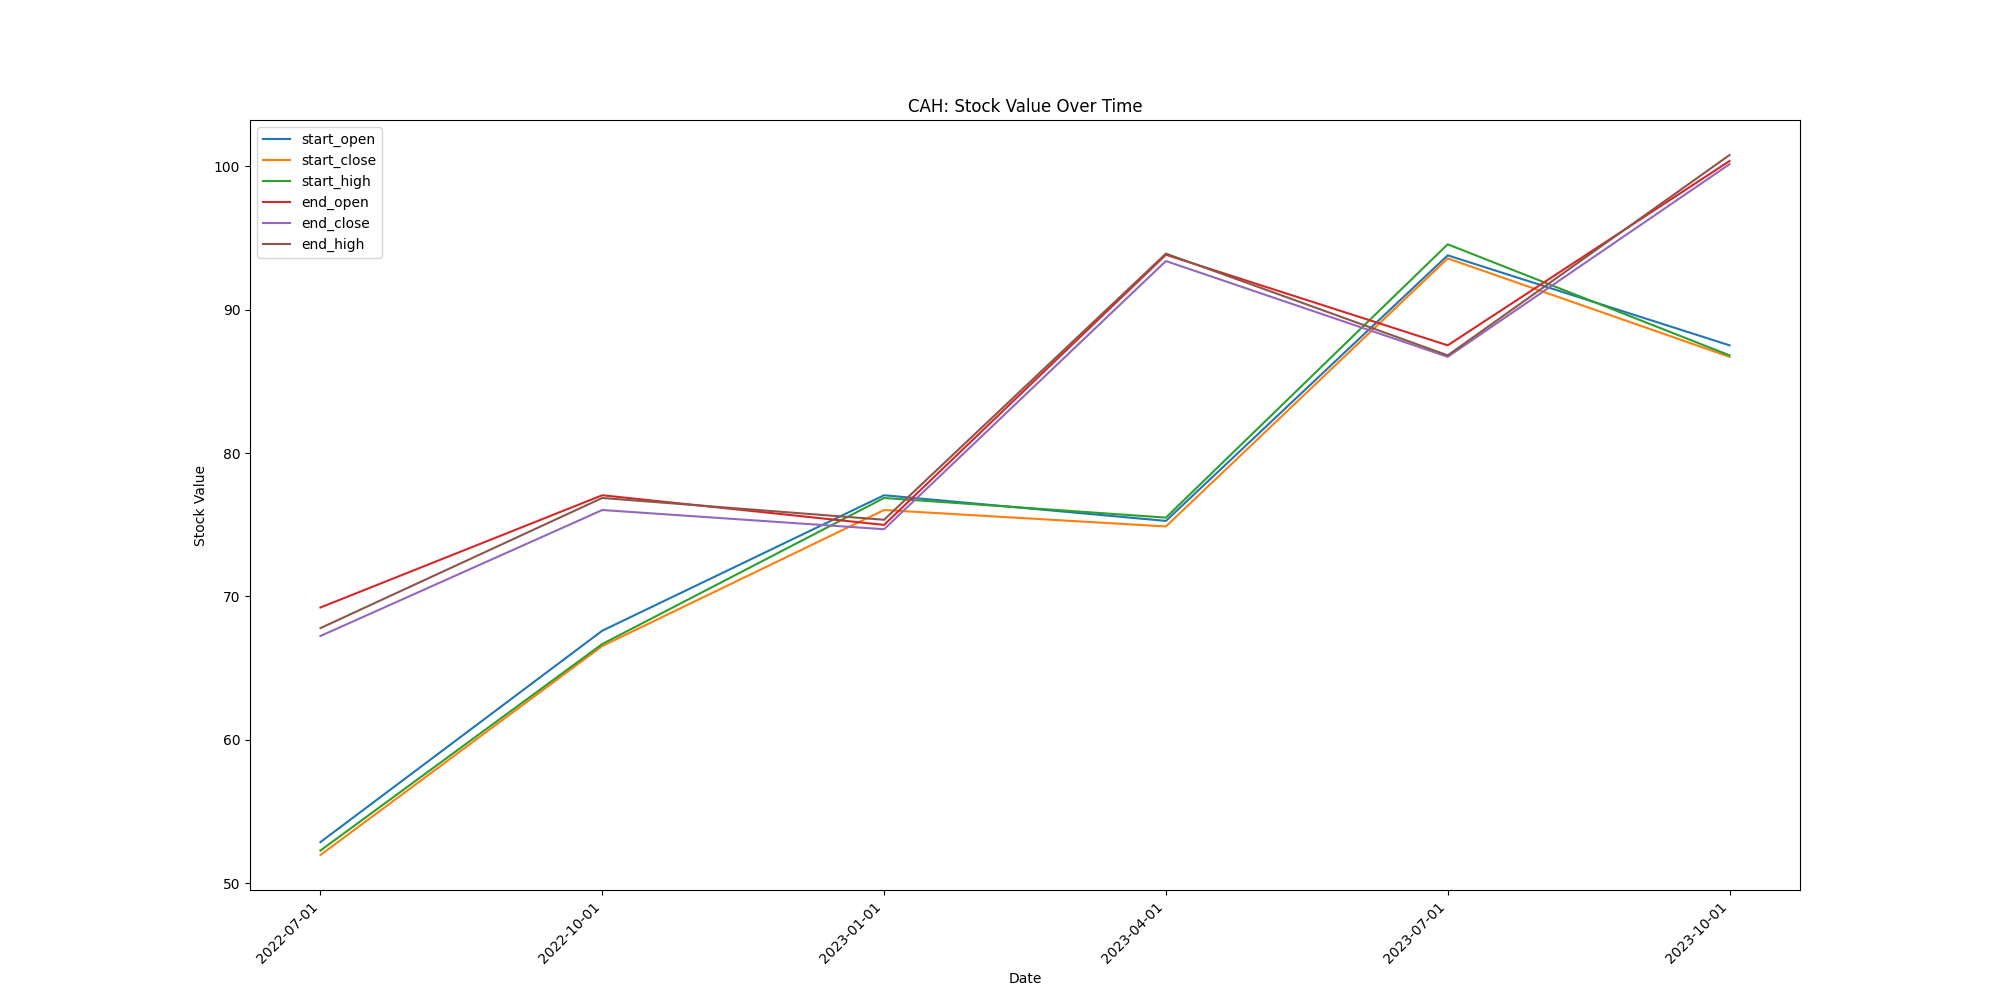 CAH: Stock Value Over Time
start_open
start_close
start_high
end_open
end_close
end_high
100
90
80
70
60
50
Stock Value
2022-07-01
2022-10-01
2023-01-01
2023-04-01
2023-07-01
2023-10-01
Date